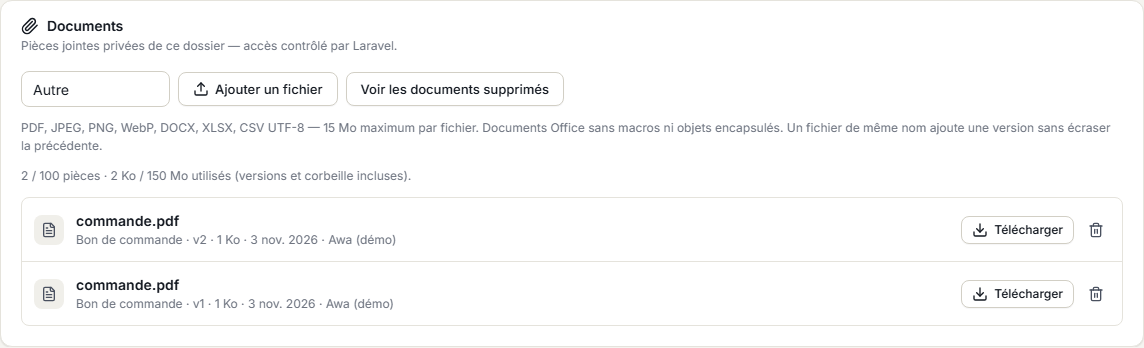 Documents
Pièces jointes privées de ce dossier — accès contrôlé par Laravel.
Autre
Ajouter un fichier
Voir les documents supprimés
PDF, JPEG, PNG, WebP, DOCX, XLSX, CSV UTF-8 — 15 Mo maximum par fichier. Documents Office sans macros ni objets encapsulés. Un fichier de même nom ajoute une version sans écraser
la précédente.
2 / 100 pièces · 2 Ko / 150 Mo utilisés (versions et corbeille incluses).
commande.pdf
Bon de commande · v2 · 1 Ko · 3 nov. 2026 · Awa (démo)
Télécharger
commande.pdf
Bon de commande · v1 · 1 Ko · 3 nov. 2026 · Awa (démo)
Télécharger